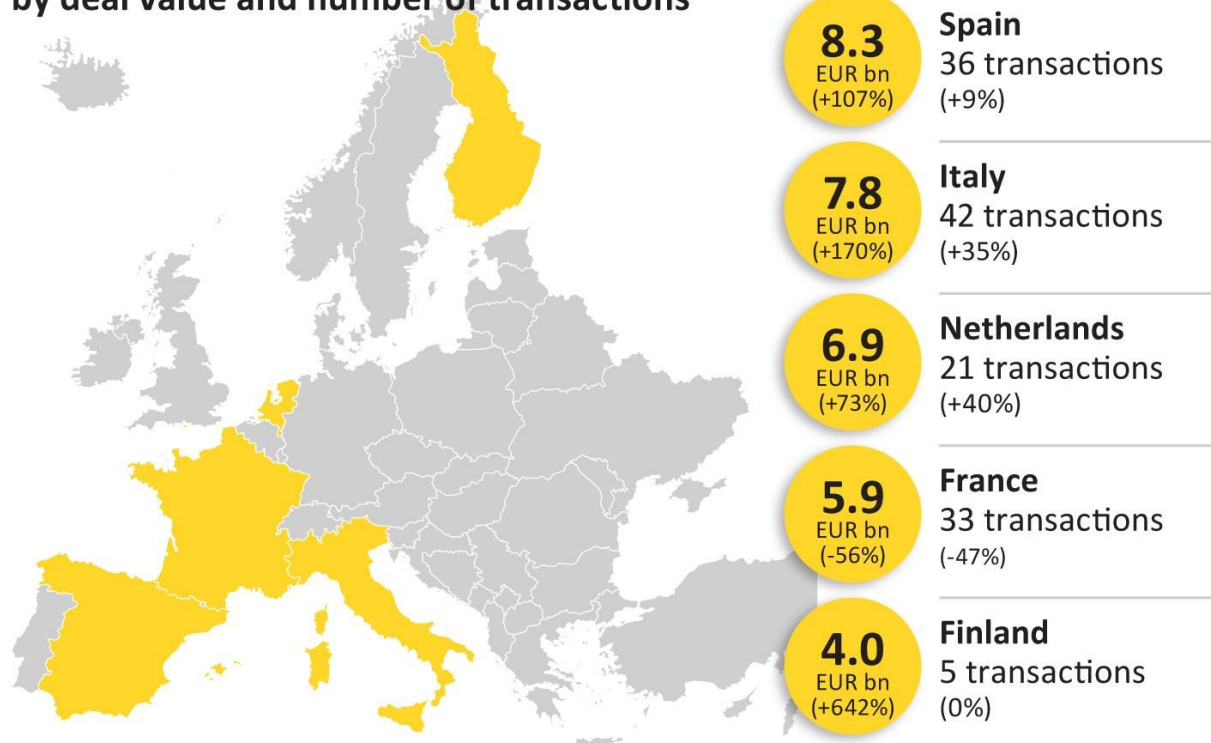 by deal value and number of transactions
8.3
EUR bn
(+107%)
Spain
36 transactions
(+9%)
7.8
EUR bn
(+170%)
Italy
42 transactions
(+35%)
6.9
EUR bn
(+73%)
Netherlands
21 transactions
(+40%)
5.9
EUR bn
(-56%)
France
33 transactions
(-47%)
4.0
EUR bn
(+642%)
Finland
5 transactions
(0%)